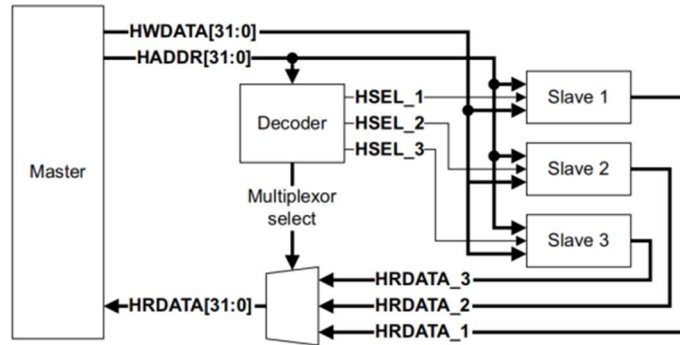 HWDATA[31:0]
HADDR[31:0]
Master
Decoder
HSEL_1
HSEL_2
HSEL_3
Slave 1
Slave 2
Slave 3
Multiplexor
select
HRDATA_3
HRDATA[31:0]
HRDATA_2
HRDATA_1